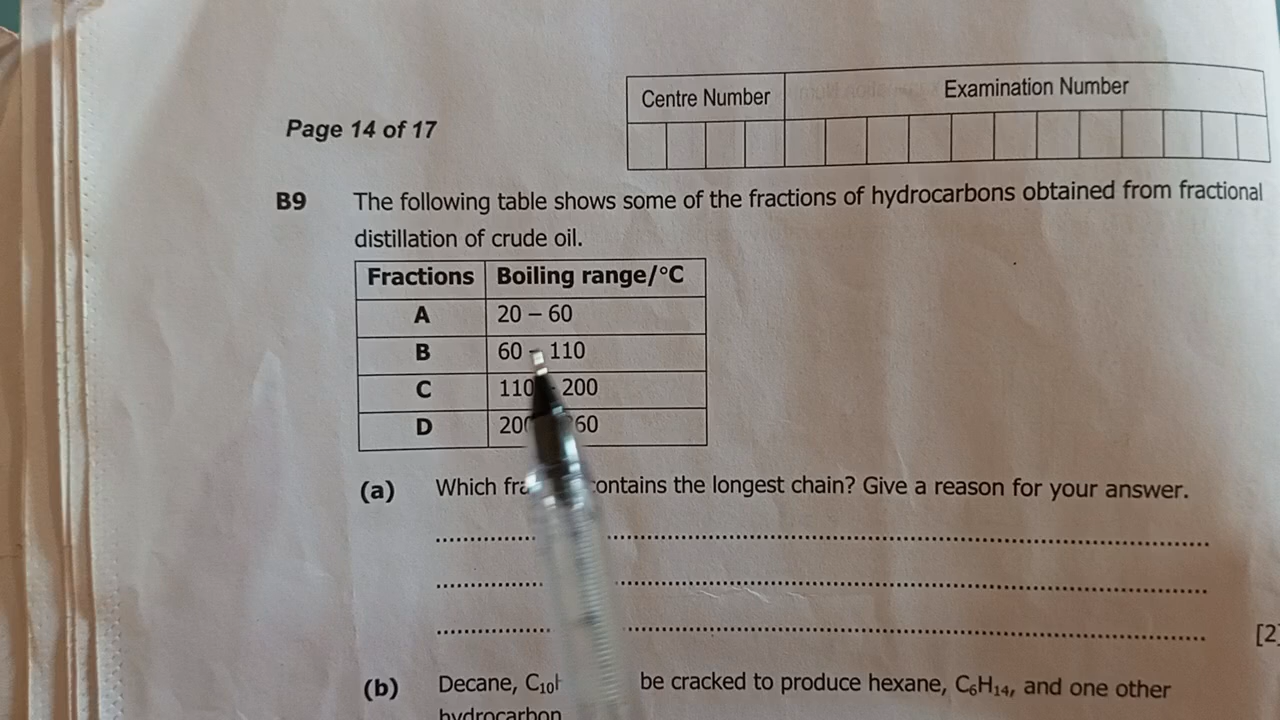 Centre Number Examination Number
Page 14 of 17
B9 The following table shows some of the fractions of hydrocarbons obtained from fractional
distillation of crude oil.
Fractions Boiling range/°C
A 20 – 60
B 60 – 110
C 110 - 200
D 60
(a) Which contains the longest chain? Give a reason for your answer.
[2]
(b) Decane, be cracked to produce hexane, C₆H₁₄, and one other
hydrocarbon